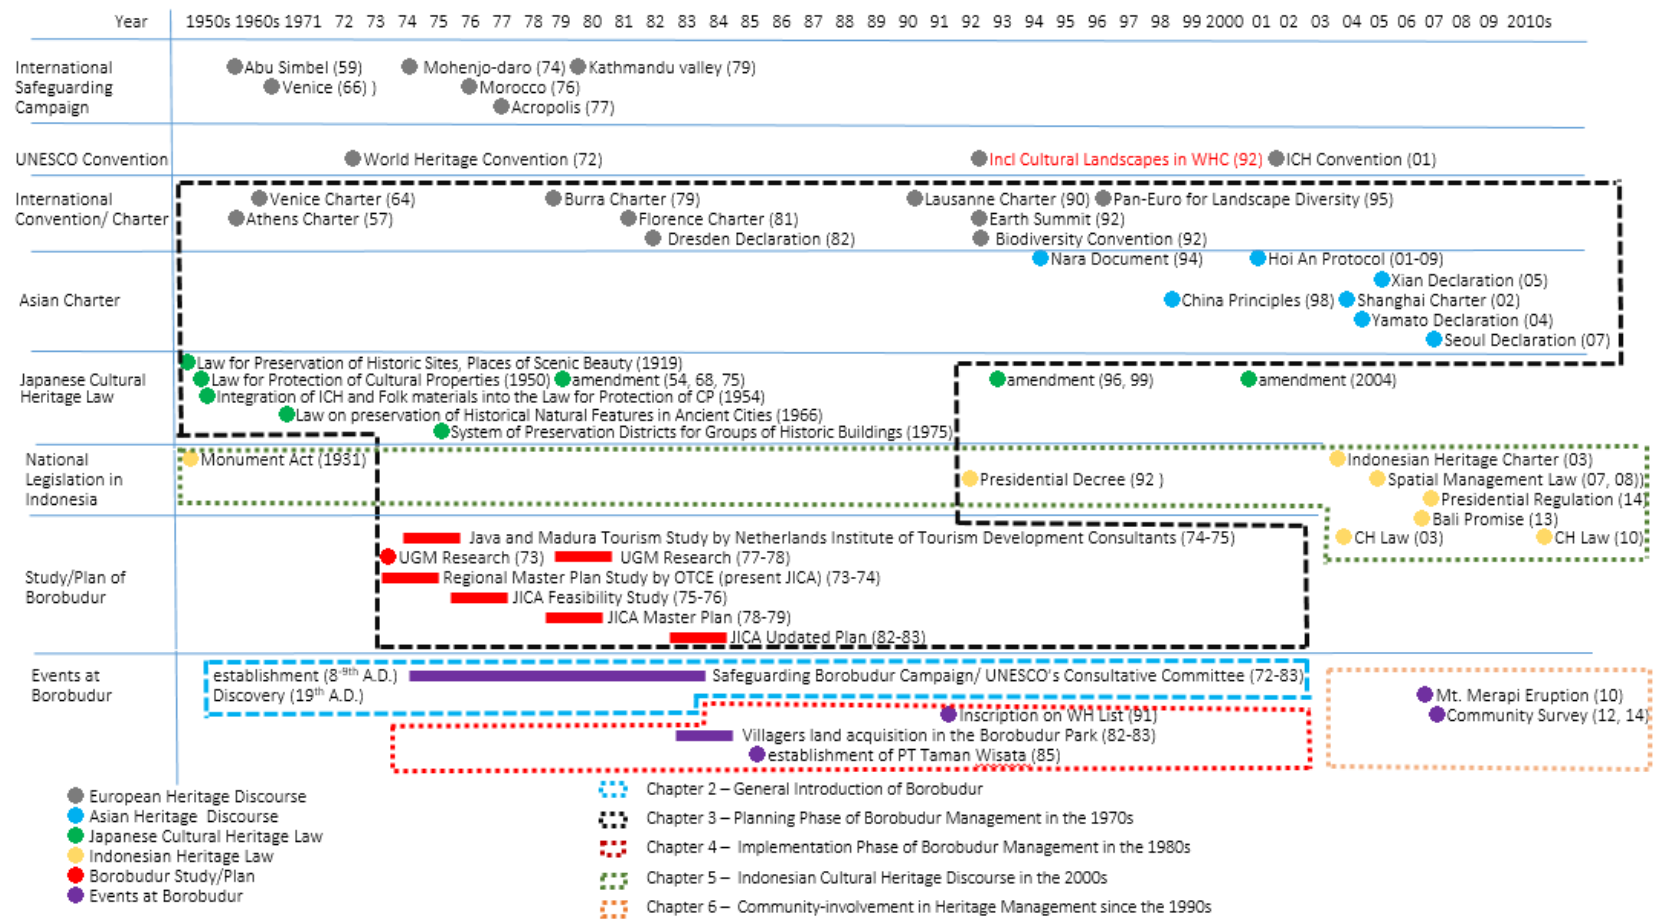 Year 1950s 1960s 1971 72 73 74 75 76 77 78 79 80 81 82 83 84 85 86 87 88 89 90 91 92 93 94 95 96 97 98 99 2000 01 02 03 04 05 06 07 08 09 2010s
International Safeguarding Campaign
Abu Simbel (59) Mohenjo-daro (74) Kathmandu valley (79)
Venice (66) ) Morocco (76)
Acropolis (77)
UNESCO Convention World Heritage Convention (72) Incl Cultural Landscapes in WHC (92) ICH Convention (01)
International Convention/ Charter
Venice Charter (64) Burra Charter (79) Lausanne Charter (90) Pan-Euro for Landscape Diversity (95)
Athens Charter (57) Florence Charter (81) Earth Summit (92)
Dresden Declaration (82) Biodiversity Convention (92)
Nara Document (94) Hoi An Protocol (01-09)
Xian Declaration (05)
Asian Charter China Principles (98) Shanghai Charter (02)
Yamato Declaration (04)
Seoul Declaration (07)
Japanese Cultural Heritage Law
Law for Preservation of Historic Sites, Places of Scenic Beauty (1919)
Law for Protection of Cultural Properties (1950) amendment (54, 68, 75) amendment (96, 99) amendment (2004)
Integration of ICH and Folk materials into the Law for Protection of CP (1954)
Law on preservation of Historical Natural Features in Ancient Cities (1966)
System of Preservation Districts for Groups of Historic Buildings (1975)
National Legislation in Indonesia
Monument Act (1931) Indonesian Heritage Charter (03)
Presidential Decree (92 ) Spatial Management Law (07, 08))
Presidential Regulation (14)
Bali Promise (13)
CH Law (03) CH Law (10)
Study/Plan of Borobudur
Java and Madura Tourism Study by Netherlands Institute of Tourism Development Consultants (74-75)
UGM Research (73) UGM Research (77-78)
Regional Master Plan Study by OTCE (present JICA) (73-74)
JICA Feasibility Study (75-76)
JICA Master Plan (78-79)
JICA Updated Plan (82-83)
Events at Borobudur
establishment (8-9th A.D.) Safeguarding Borobudur Campaign/ UNESCO's Consultative Committee (72-83)
Discovery (19th A.D.) Mt. Merapi Eruption (10)
Inscription on WH List (91) Community Survey (12, 14)
Villagers land acquisition in the Borobudur Park (82-83)
establishment of PT Taman Wisata (85)
European Heritage Discourse
Asian Heritage Discourse
Japanese Cultural Heritage Law
Indonesian Heritage Law
Borobudur Study/Plan
Events at Borobudur
Chapter 2 – General Introduction of Borobudur
Chapter 3 – Planning Phase of Borobudur Management in the 1970s
Chapter 4 – Implementation Phase of Borobudur Management in the 1980s
Chapter 5 – Indonesian Cultural Heritage Discourse in the 2000s
Chapter 6 – Community-involvement in Heritage Management since the 1990s